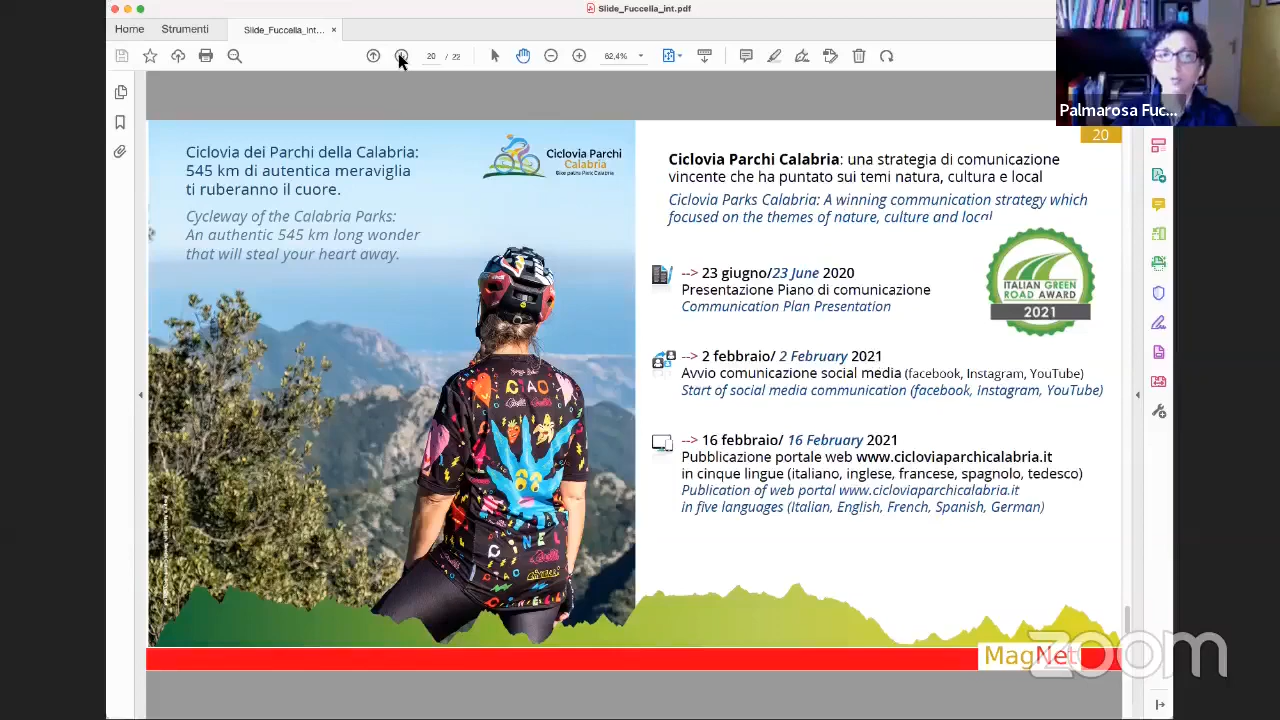 Slide_Fuccella_int.pdf
Home
Strumenti
Slide_Fuccella_int...
20 / 22
62,4%
Palmarosa Fuc...
20
Ciclovia dei Parchi della Calabria:
545 km di autentica meraviglia
ti ruberanno il cuore.
Cycleway of the Calabria Parks:
An authentic 545 km long wonder
that will steal your heart away.
Ciclovia Parchi
Calabria
Bike paths Park Calabria
Ciclovia Parchi Calabria: una strategia di comunicazione
vincente che ha puntato sui temi natura, cultura e local
Ciclovia Parks Calabria: A winning communication strategy which
focused on the themes of nature, culture and local
--> 23 giugno/23 June 2020
Presentazione Piano di comunicazione
Communication Plan Presentation
ITALIAN GREEN
ROAD AWARD
2021
--> 2 febbraio/ 2 February 2021
Avvio comunicazione social media (facebook, Instagram, YouTube)
Start of social media communication (facebook, Instagram, YouTube)
--> 16 febbraio/ 16 February 2021
Pubblicazione portale web www.cicloviaparchicalabria.it
in cinque lingue (italiano, inglese, francese, spagnolo, tedesco)
Publication of web portal www.cicloviaparchicalabria.it
in five languages (Italian, English, French, Spanish, German)
CIAO
MagNet
zoom